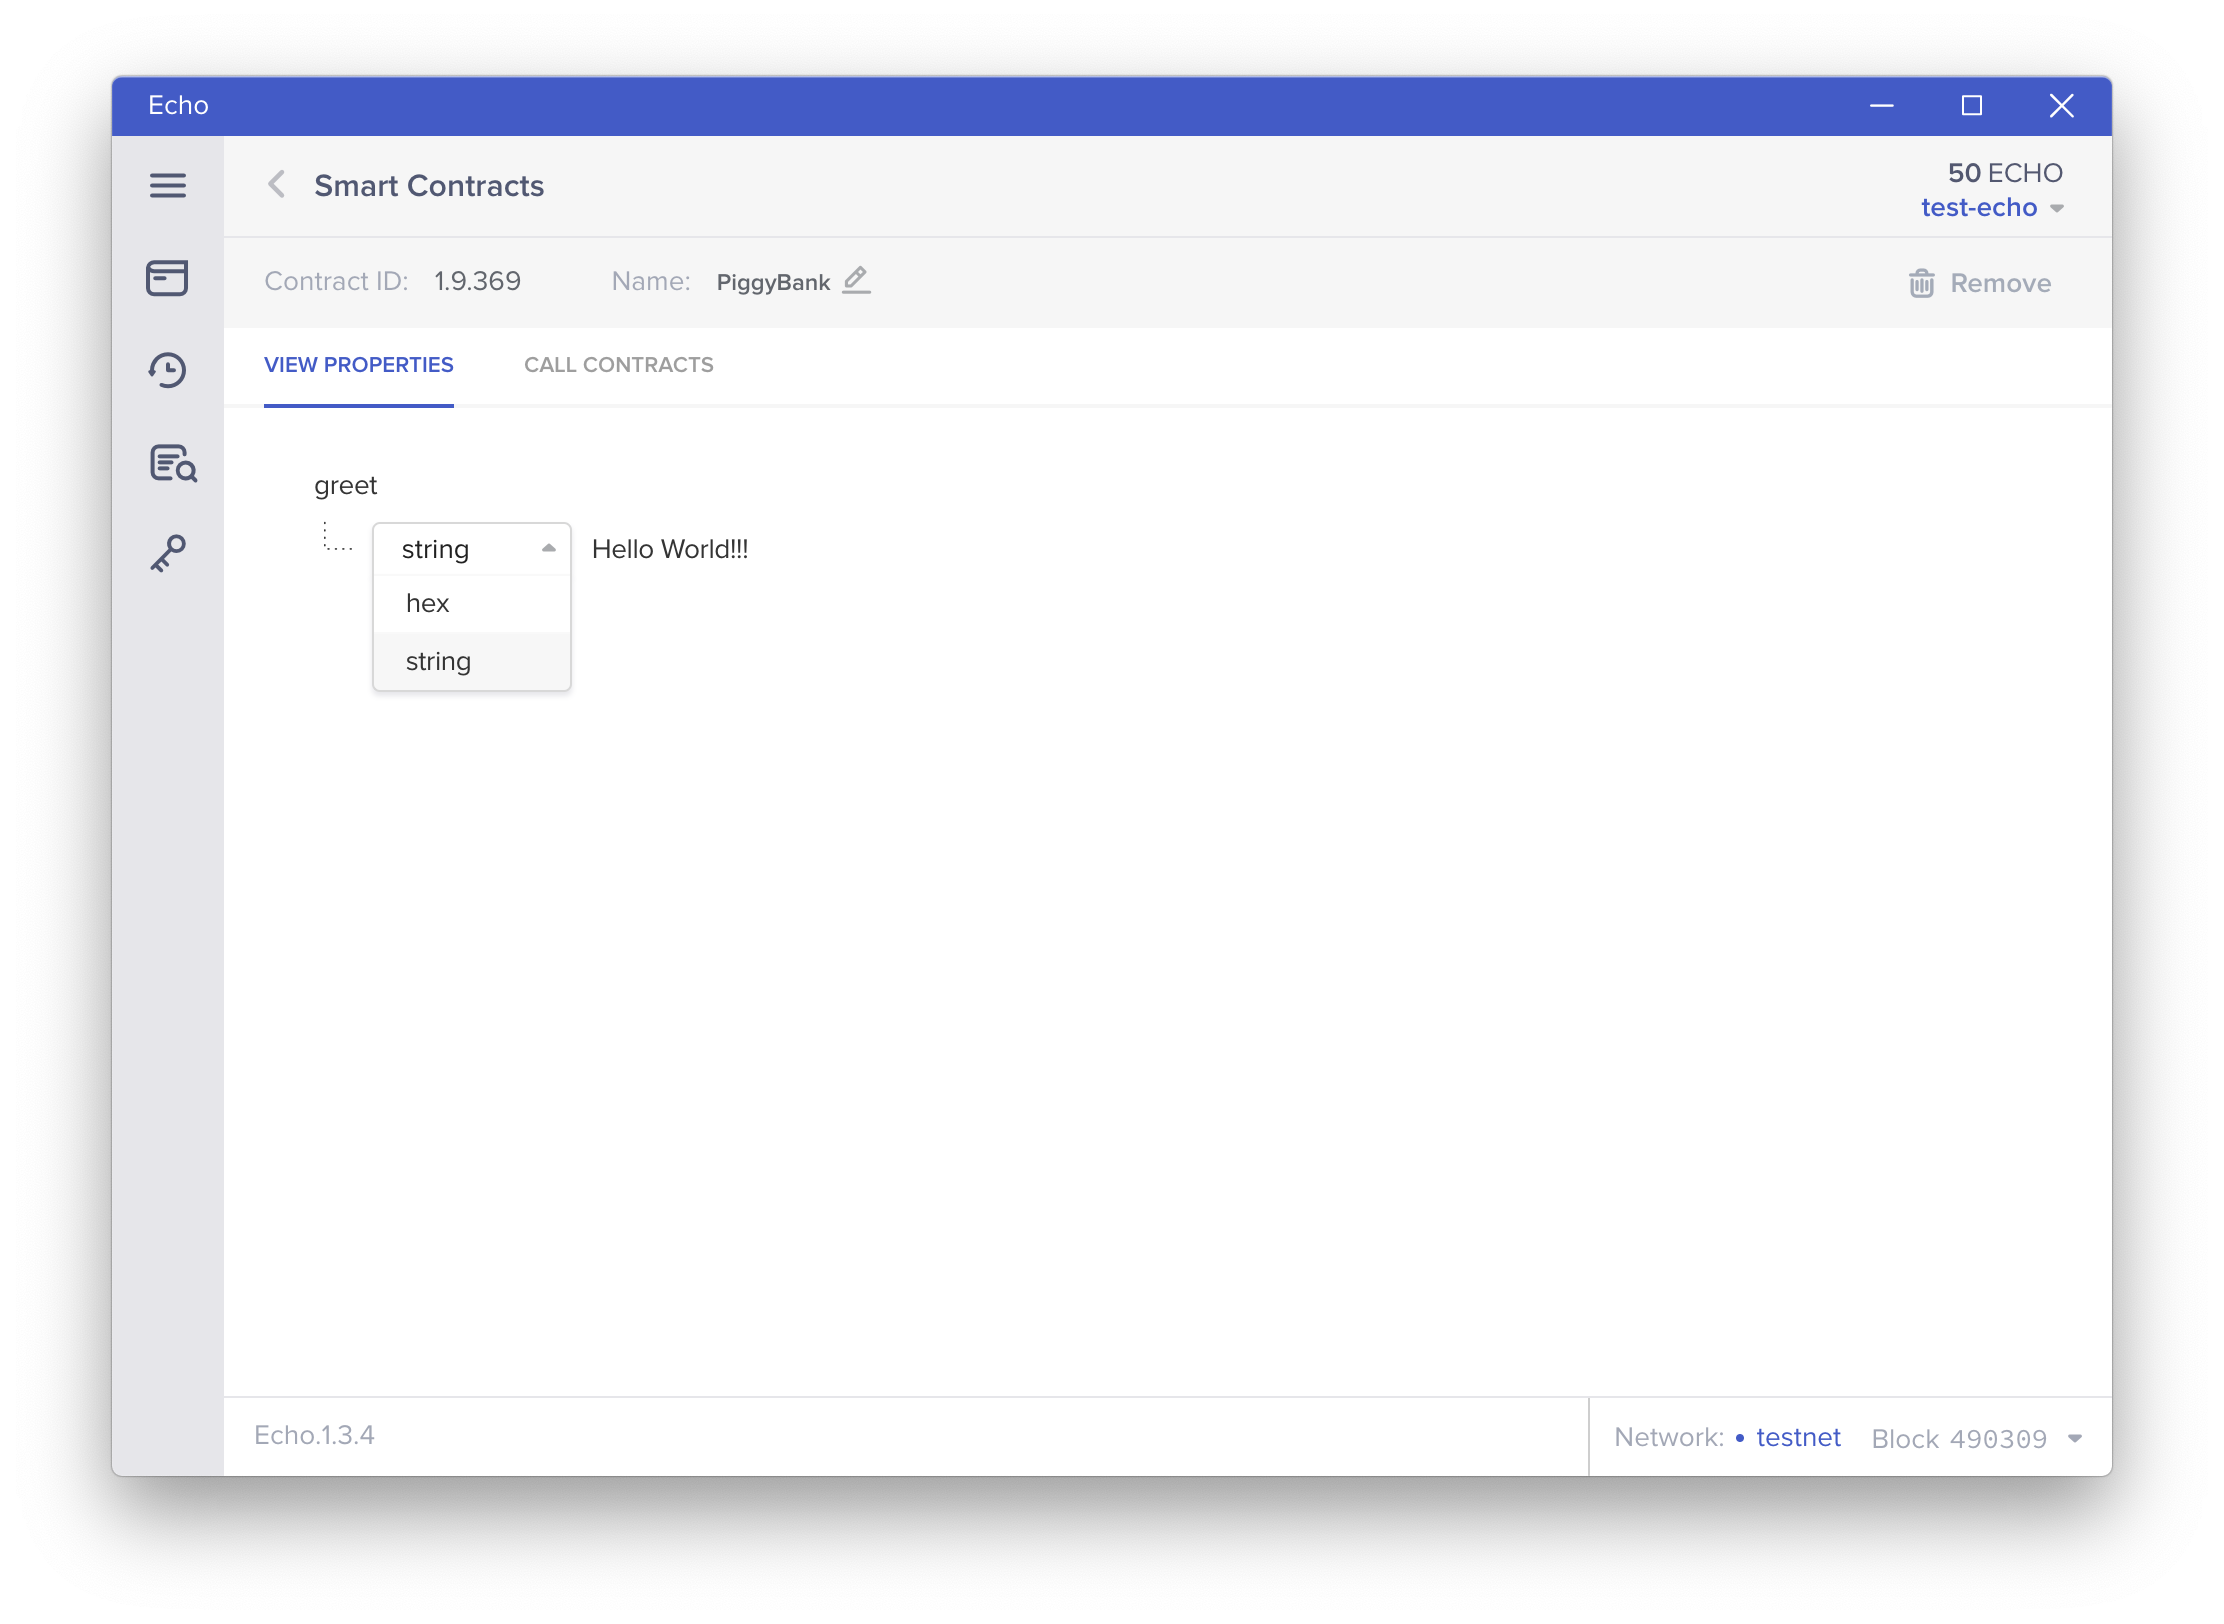 Echo
Smart Contracts
50 ECHO
test-echo
Contract ID: 1.9.369 Name: PiggyBank Remove
VIEW PROPERTIES CALL CONTRACTS
greet
string Hello World!!!
hex
string
Echo.1.3.4 Network: • testnet Block 490309